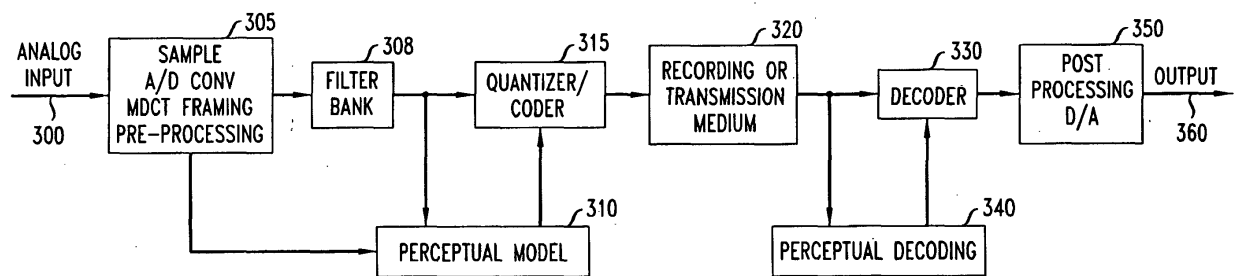 ANALOG
INPUT
300
305
SAMPLE
A/D CONV
MDCT FRAMING
PRE-PROCESSING
308
FILTER
BANK
315
QUANTIZER/
CODER
310
PERCEPTUAL MODEL
320
RECORDING OR
TRANSMISSION
MEDIUM
330
DECODER
340
PERCEPTUAL DECODING
350
POST
PROCESSING
D/A
OUTPUT
360